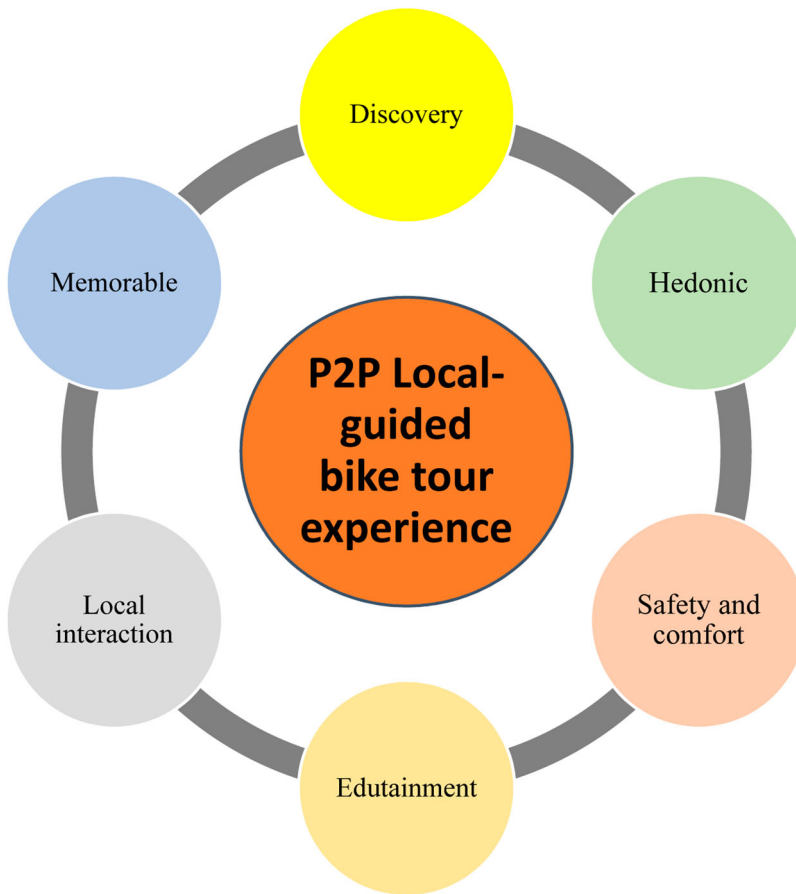 Discovery
Memorable
Hedonic
P2P Local-
guided
bike tour
experience
Local
interaction
Safety and
comfort
Edutainment